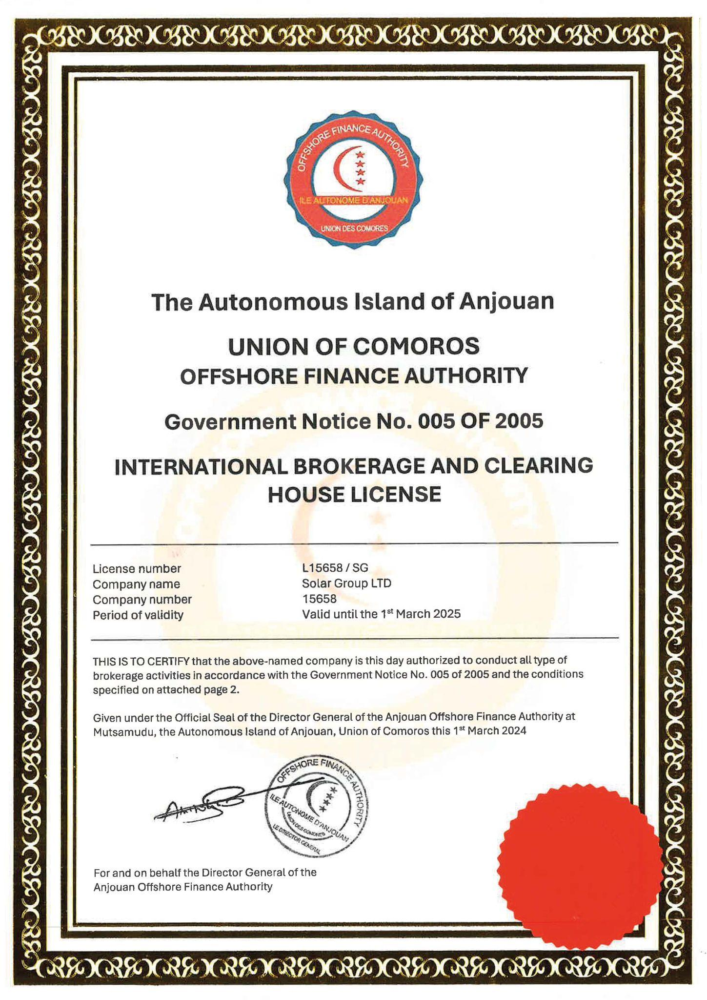 OFFSHORE FINANCE AUTHORITY
ILE AUTONOME D'ANJOUAN
UNION DES COMORES
The Autonomous Island of Anjouan
UNION OF COMOROS
OFFSHORE FINANCE AUTHORITY
Government Notice No. 005 OF 2005
INTERNATIONAL BROKERAGE AND CLEARING
HOUSE LICENSE
License number L15658 / SG
Company name Solar Group LTD
Company number 15658
Period of validity Valid until the 1st March 2025
THIS IS TO CERTIFY that the above-named company is this day authorized to conduct all type of
brokerage activities in accordance with the Government Notice No. 005 of 2005 and the conditions
specified on attached page 2.
Given under the Official Seal of the Director General of the Anjouan Offshore Finance Authority at
Mutsamudu, the Autonomous Island of Anjouan, Union of Comoros this 1st March 2024
OFFSHORE FINANCE AUTHORITY
ILE AUTONOME D'ANJOUAN
UNION DES COMORES
LE DIRECTOR GENERAL
For and on behalf the Director General of the
Anjouan Offshore Finance Authority